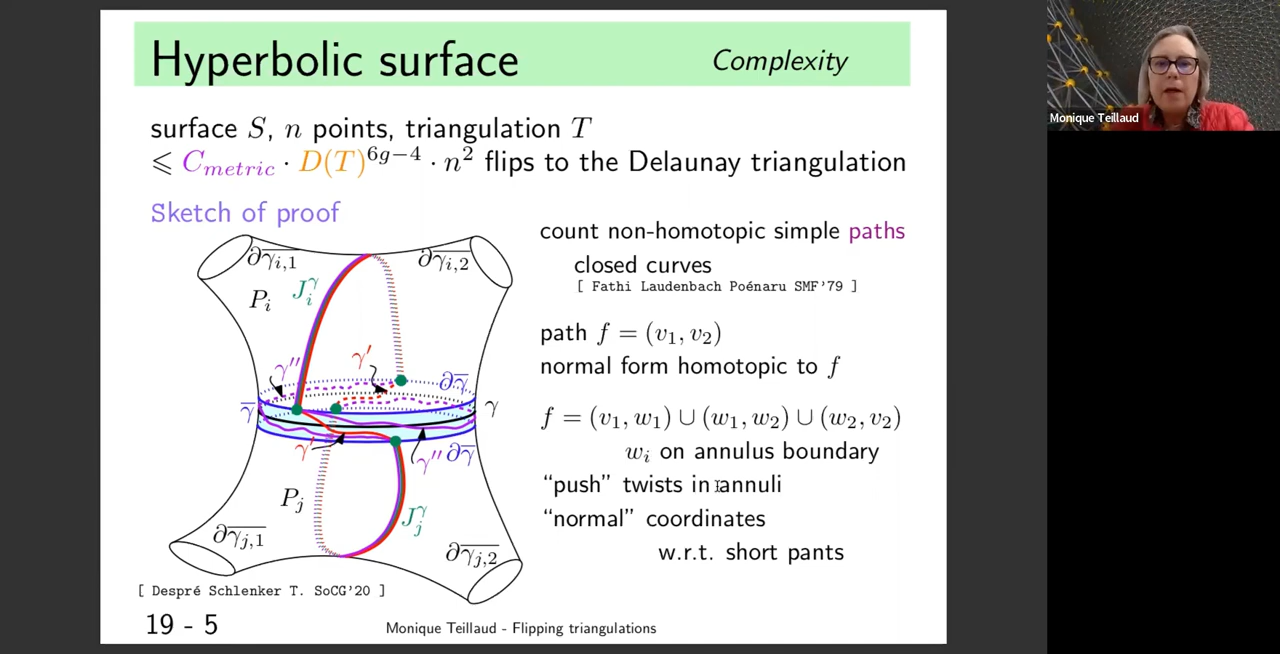 Hyperbolic surface
Complexity
surface S, n points, triangulation T
⩽ C_metric · D(T)^{6g−4} · n² flips to the Delaunay triangulation
Sketch of proof
count non-homotopic simple paths
closed curves
[ Fathi Laudenbach Poénaru SMF'79 ]
path f = (v₁, v₂)
normal form homotopic to f
f = (v₁, w₁) ∪ (w₁, w₂) ∪ (w₂, v₂)
wᵢ on annulus boundary
“push” twists in annuli
“normal” coordinates
w.r.t. short pants
∂γ̅_{i,1}
∂γ̅_{i,2}
P_i
J_i^γ
γ''
γ'
∂γ̅
γ̅
γ
γ'
γ''
∂γ̅
P_j
J_j^γ
∂γ̅_{j,1}
∂γ̅_{j,2}
[ Despré Schlenker T. SoCG'20 ]
19 - 5
Monique Teillaud - Flipping triangulations
Monique Teillaud